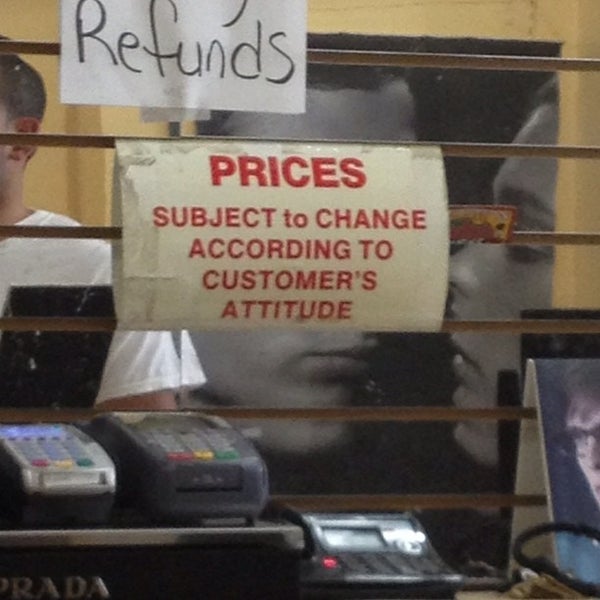 Refunds
PRICES
SUBJECT to CHANGE
ACCORDING TO
CUSTOMER'S
ATTITUDE
PRADA